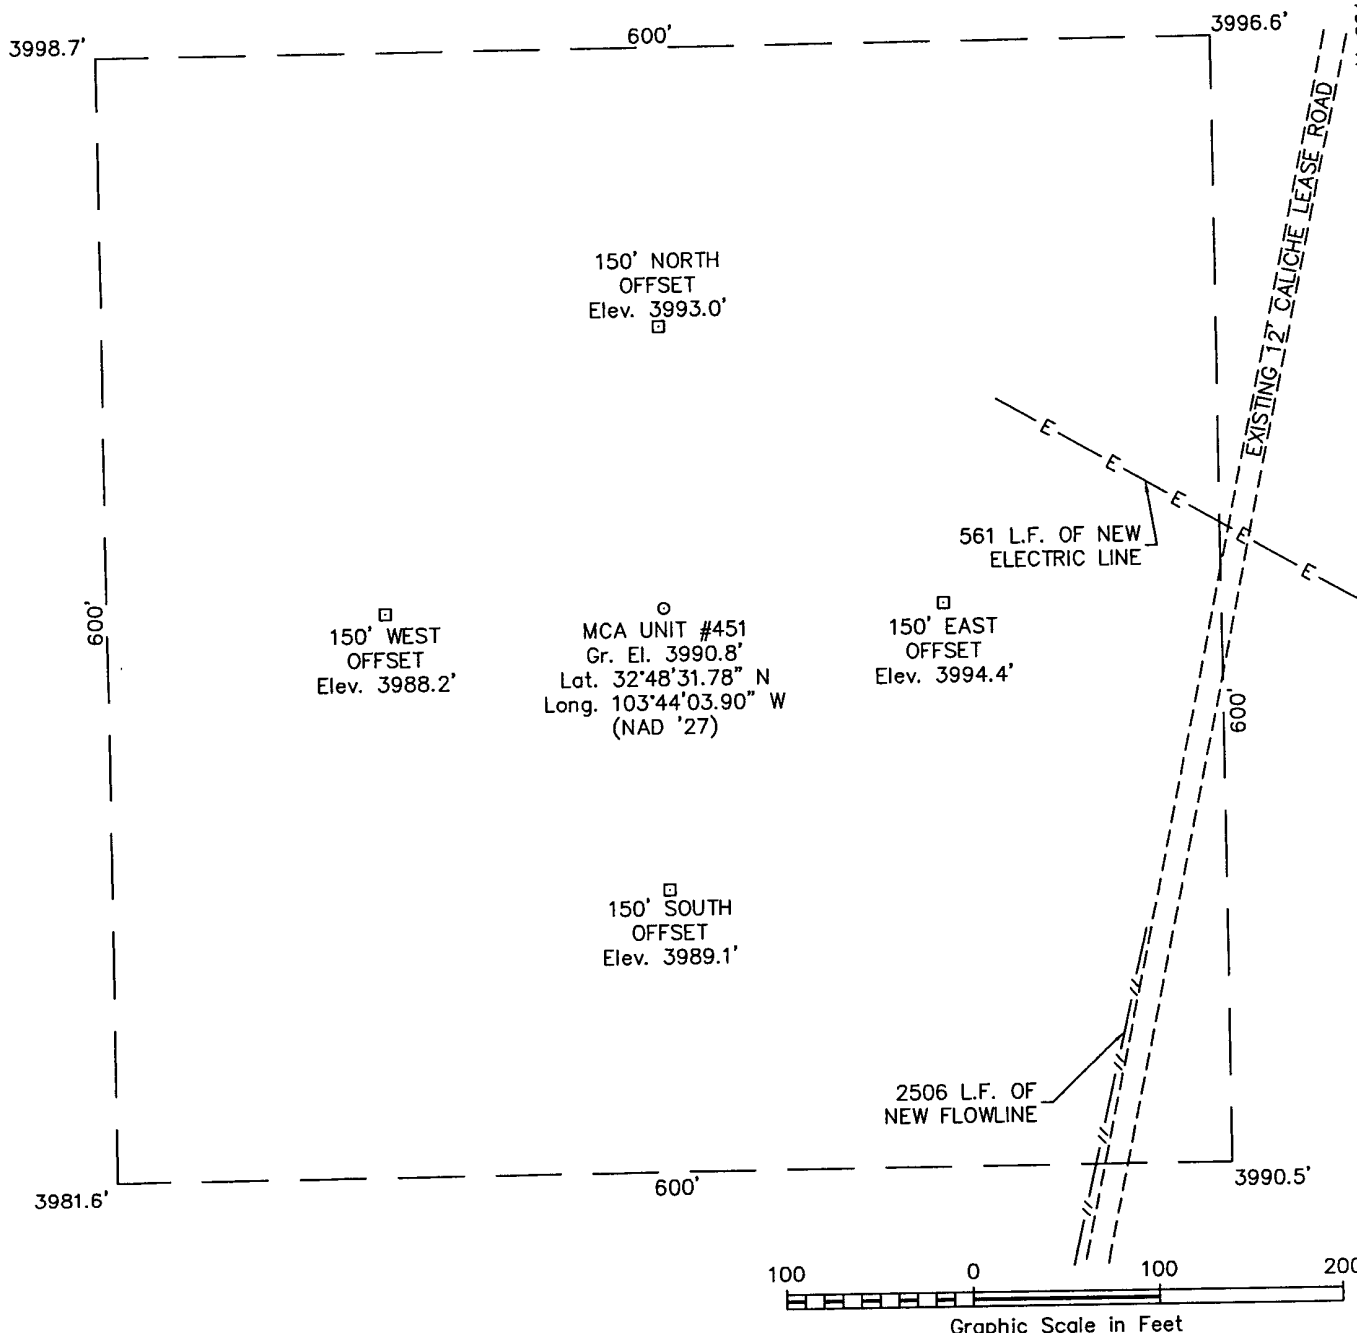 3998.7'
600'
3996.6'
EXISTING 12' CALICHE LEASE ROAD
150' NORTH
OFFSET
Elev. 3993.0'
E
E
E
E
E
561 L.F. OF NEW
ELECTRIC LINE
600'
150' WEST
OFFSET
Elev. 3988.2'
MCA UNIT #451
Gr. El. 3990.8'
Lat. 32°48'31.78" N
Long. 103°44'03.90" W
(NAD '27)
150' EAST
OFFSET
Elev. 3994.4'
600'
150' SOUTH
OFFSET
Elev. 3989.1'
2506 L.F. OF
NEW FLOWLINE
3981.6'
600'
3990.5'
100 0 100 200
Graphic Scale in Feet